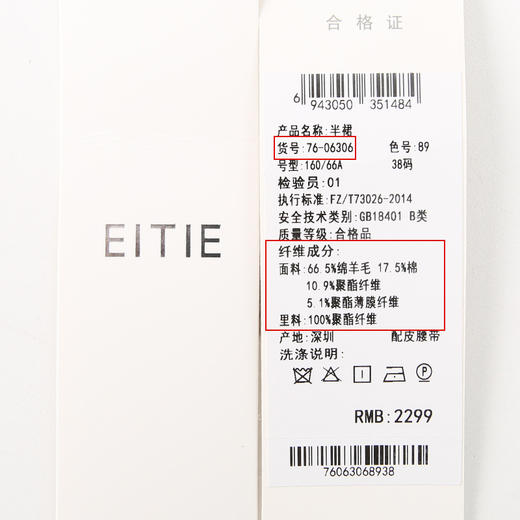 EITIE
合格证
6 943050 351484
产品名称:半裙
货号:76-06306 色号:89
号型:160/66A 38码
检验员:01
执行标准:FZ/T73026-2014
安全技术类别:GB18401 B类
质量等级:合格品
纤维成分:
面料:66.5%绵羊毛 17.5%棉
10.9%聚酯纤维
5.1%聚酯薄膜纤维
里料:100%聚酯纤维
产地:深圳 配皮腰带
洗涤说明:
P
RMB:2299
76063068938